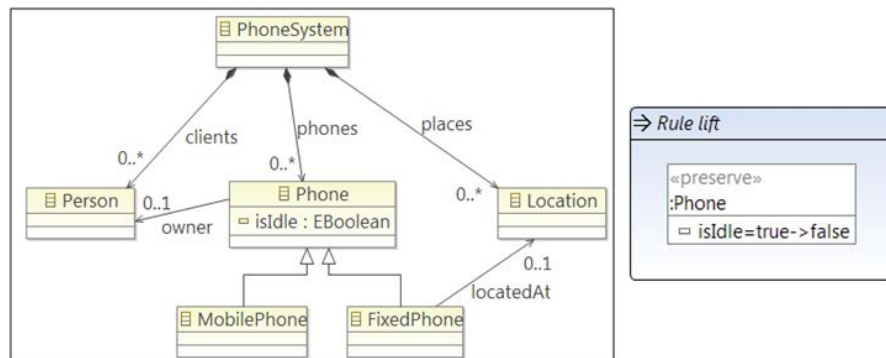 PhoneSystem
clients
phones
places
0..*
0..*
0..*
Person
0..1
owner
Phone
isIdle : EBoolean
Location
0..1
locatedAt
MobilePhone
FixedPhone
Rule lift
«preserve»
:Phone
isIdle=true->false